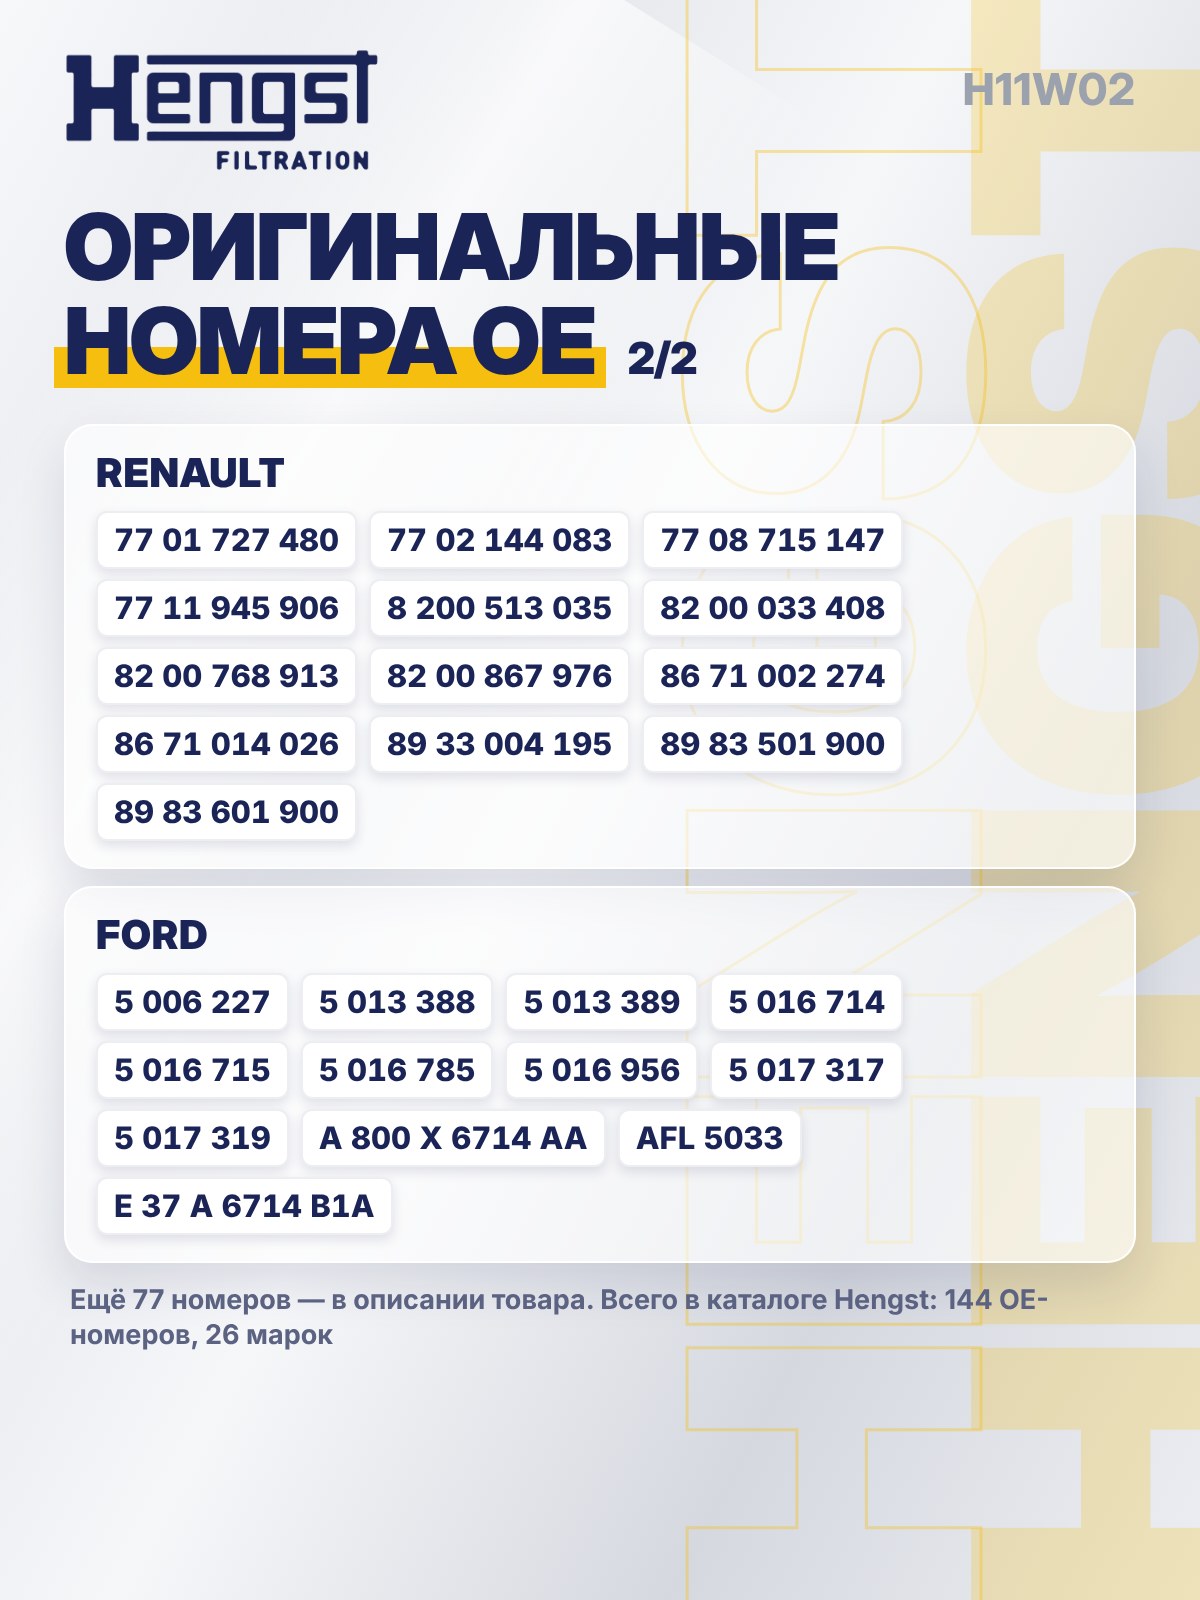 Hengst
FILTRATION
H11W02
ОРИГИНАЛЬНЫЕ
НОМЕРА OE 2/2
RENAULT
77 01 727 480 77 02 144 083 77 08 715 147
77 11 945 906 8 200 513 035 82 00 033 408
82 00 768 913 82 00 867 976 86 71 002 274
86 71 014 026 89 33 004 195 89 83 501 900
89 83 601 900
FORD
5 006 227 5 013 388 5 013 389 5 016 714
5 016 715 5 016 785 5 016 956 5 017 317
5 017 319 A 800 X 6714 AA AFL 5033
E 37 A 6714 B1A
Ещё 77 номеров — в описании товара. Всего в каталоге Hengst: 144 OE-
номеров, 26 марок
HENGST
HENGST